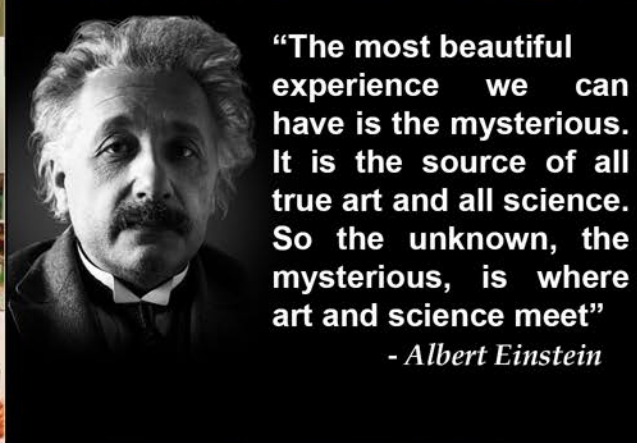 “The most beautiful
experience we can
have is the mysterious.
It is the source of all
true art and all science.
So the unknown, the
mysterious, is where
art and science meet”
- Albert Einstein